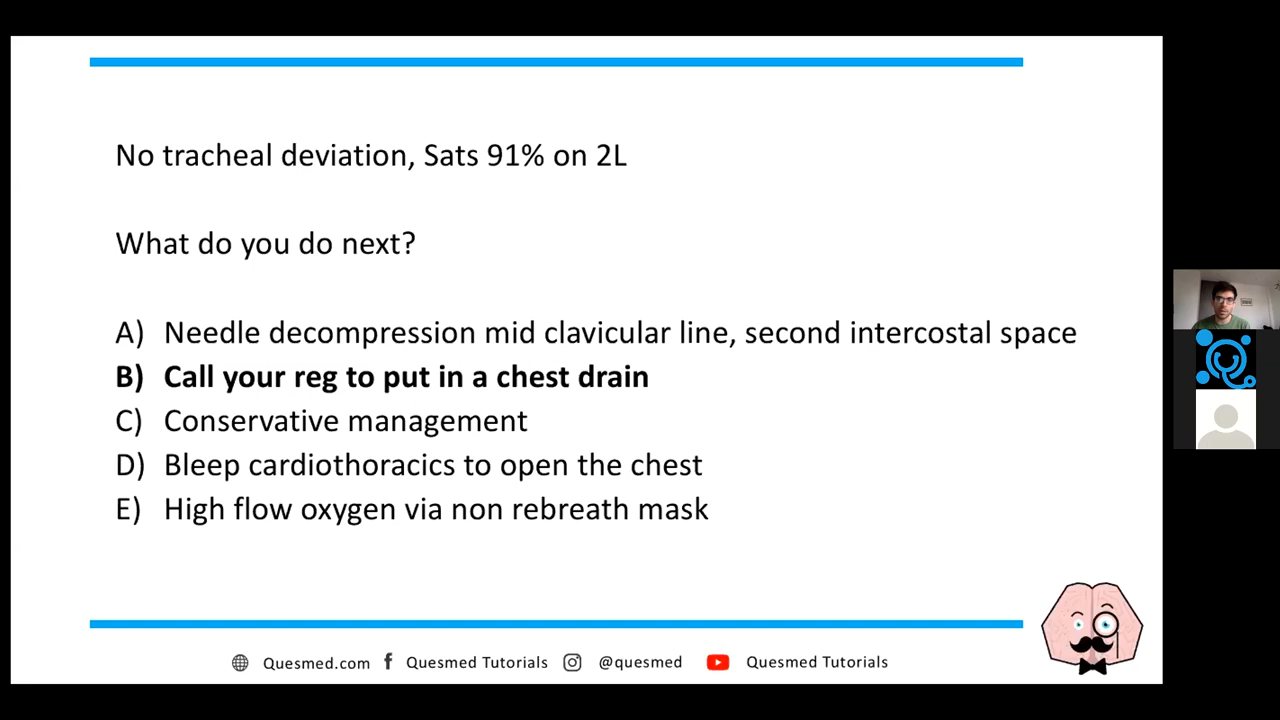 No tracheal deviation, Sats 91% on 2L
What do you do next?
A) Needle decompression mid clavicular line, second intercostal space
B) Call your reg to put in a chest drain
C) Conservative management
D) Bleep cardiothoracics to open the chest
E) High flow oxygen via non rebreath mask
Quesmed.com Quesmed Tutorials @quesmed Quesmed Tutorials